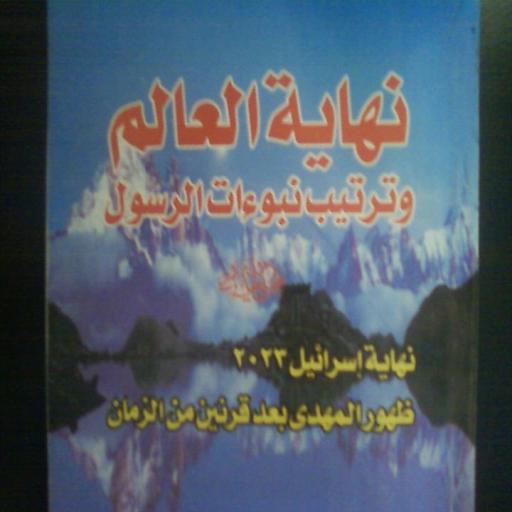 نهاية العالم
وترتيب نبوءات الرسول
نهاية إسرائيل ٢٠٢٣
ظهور المهدى بعد قرنين من الزمان